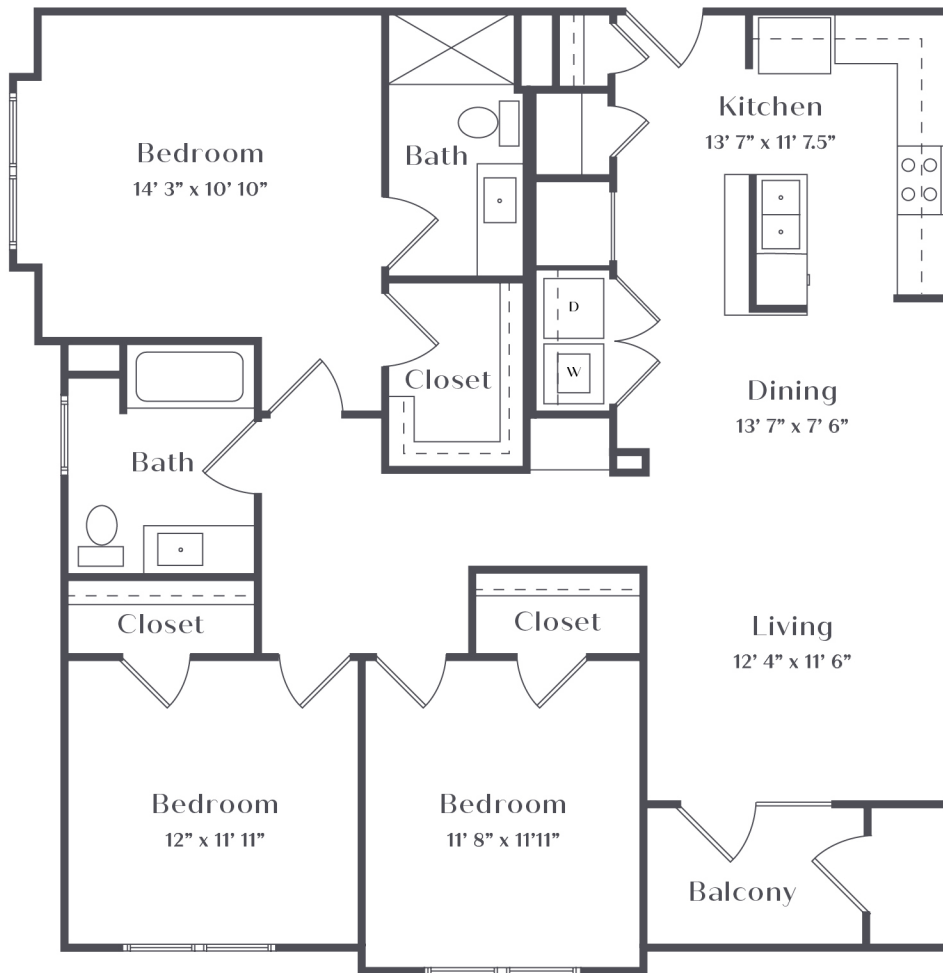 Kitchen
13’ 7” x 11’ 7.5”
Bedroom
14’ 3” x 10’ 10”
Bath
D
W
Closet
Dining
13’ 7” x 7’ 6”
Bath
Closet
Closet
Living
12’ 4” x 11’ 6”
Bedroom
12” x 11’ 11”
Bedroom
11’ 8” x 11’11”
Balcony